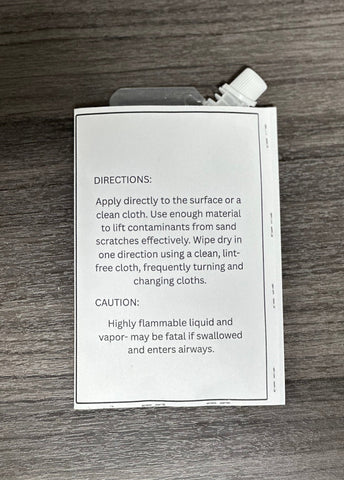 DIRECTIONS:
Apply directly to the surface or a
clean cloth. Use enough material
to lift contaminants from sand
scratches effectively. Wipe dry in
one direction using a clean, lint-
free cloth, frequently turning and
changing cloths.
CAUTION:
Highly flammable liquid and
vapor- may be fatal if swallowed
and enters airways.